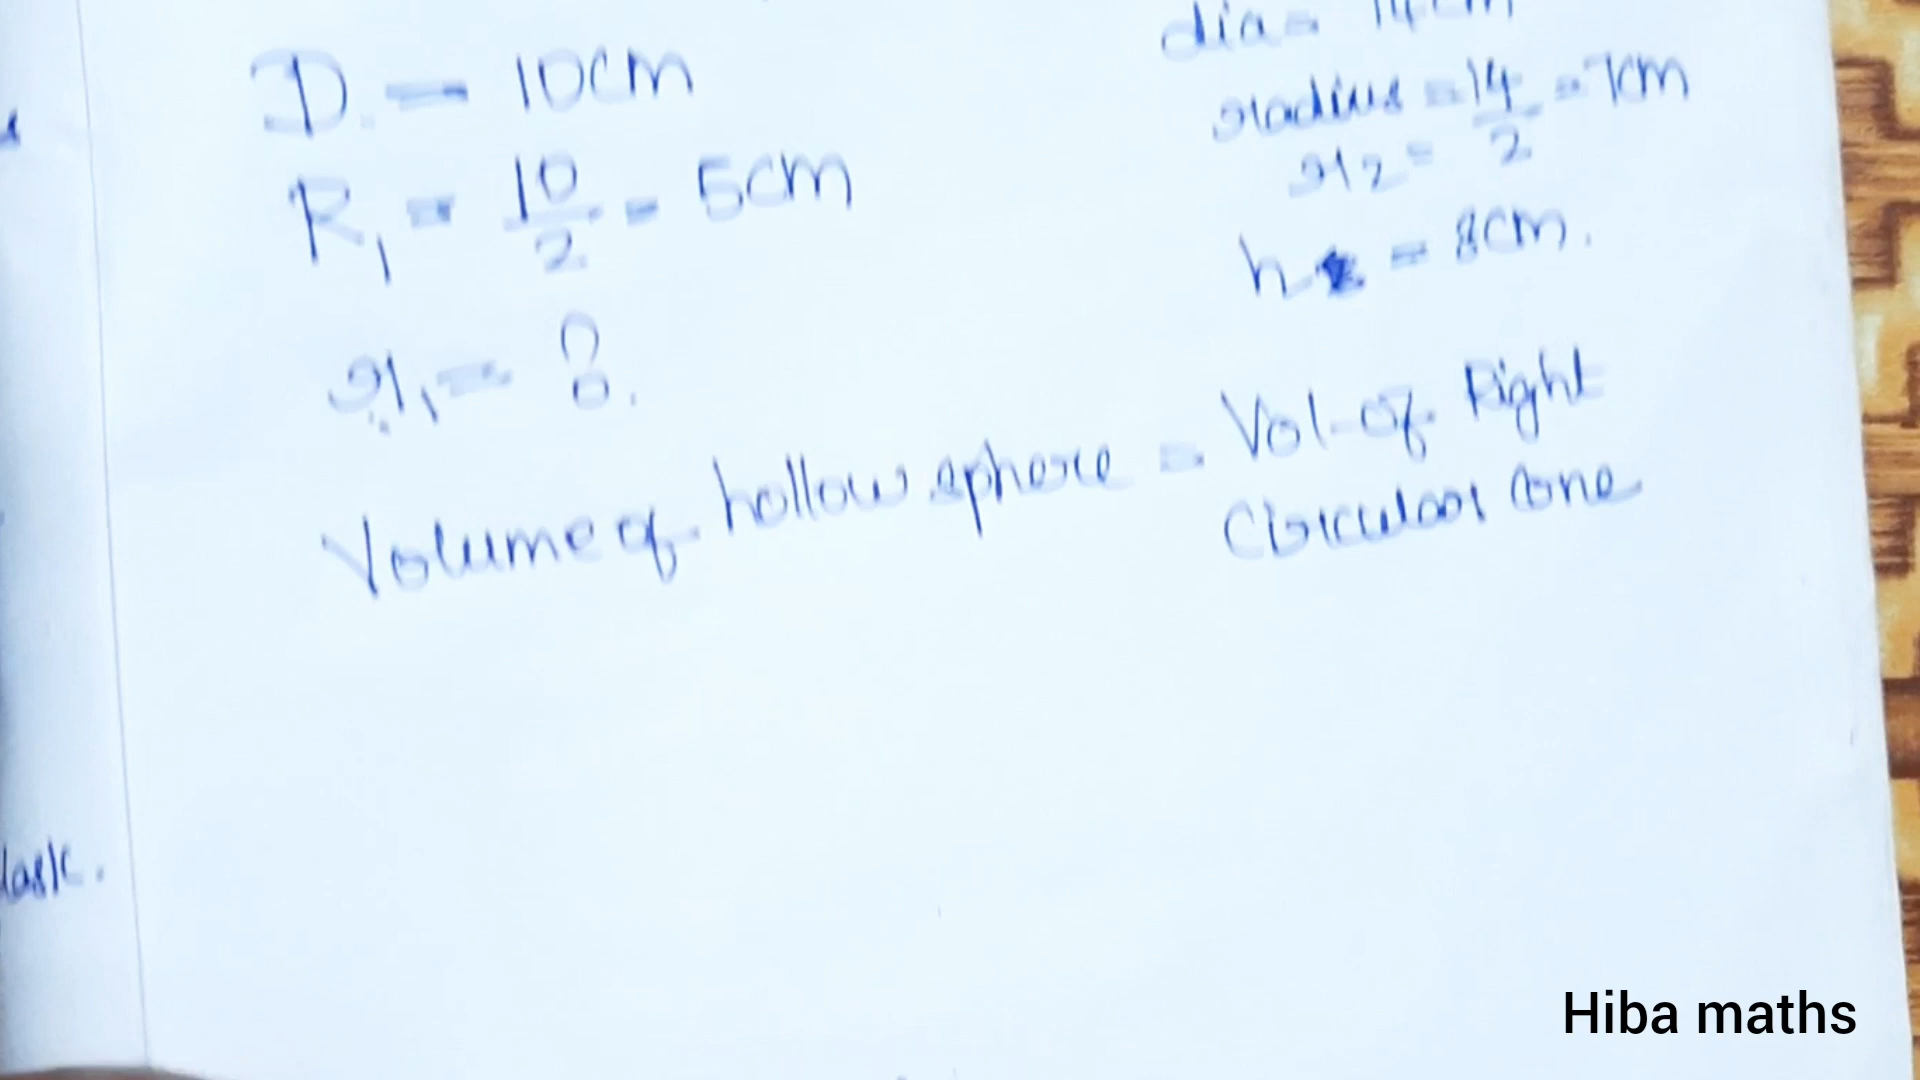 D. = 10cm
R₁ = 10/2 = 5cm
r₁ = ?
dia = 14cm
radius = 14/2 = 7cm
r₂ =
h = 8cm.
Volume of hollow sphere = Vol. of Right
Circular Cone
Hiba maths